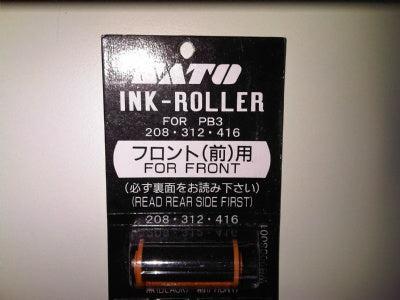 SATO
INK-ROLLER
FOR PB3
208・312・416
フロント(前)用
FOR FRONT
(必ず裏面をお読み下さい)
(READ REAR SIDE FIRST)
208・312・416